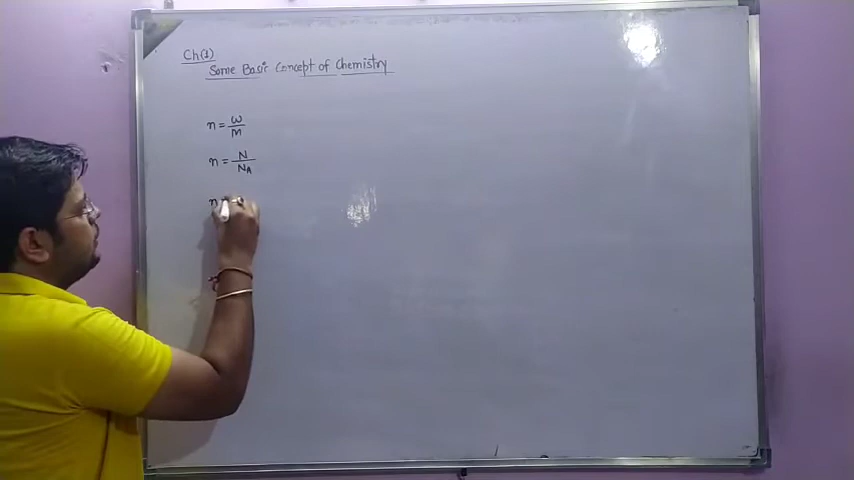 Ch(1)
Some Basic Concept of Chemistry
n = w/M
n = N/NA
n